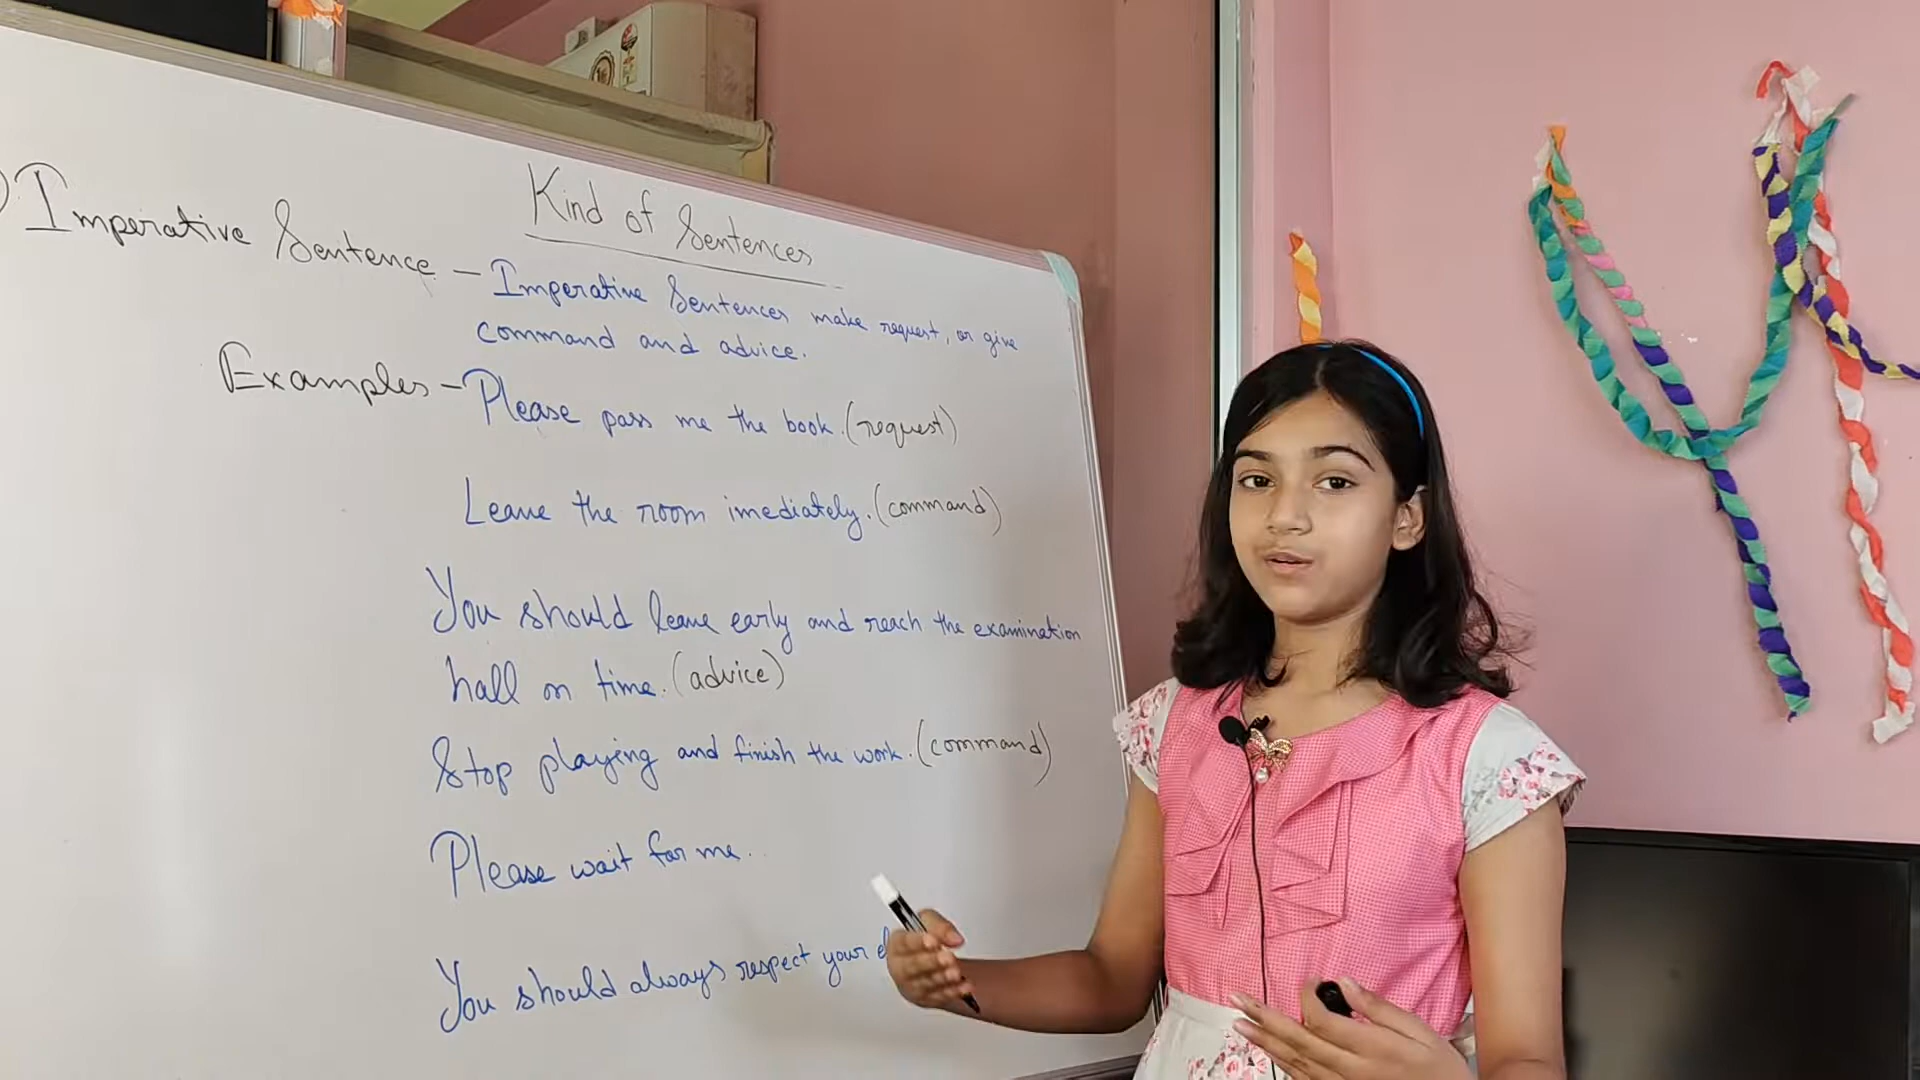 Kind of Sentences
Imperative Sentence - Imperative Sentences make request, or give
command and advice.
Examples - Please pass me the book. (request)
Leave the room imediately. (command)
You should leave early and reach the examination
hall on time. (advice)
Stop playing and finish the work. (command)
Please wait for me.
You should always respect your